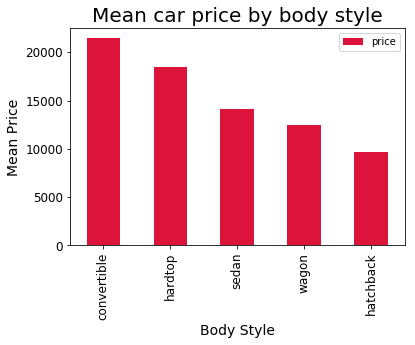 Mean car price by body style
price
20000
15000
10000
5000
0
Mean Price
convertible
hardtop
sedan
wagon
hatchback
Body Style